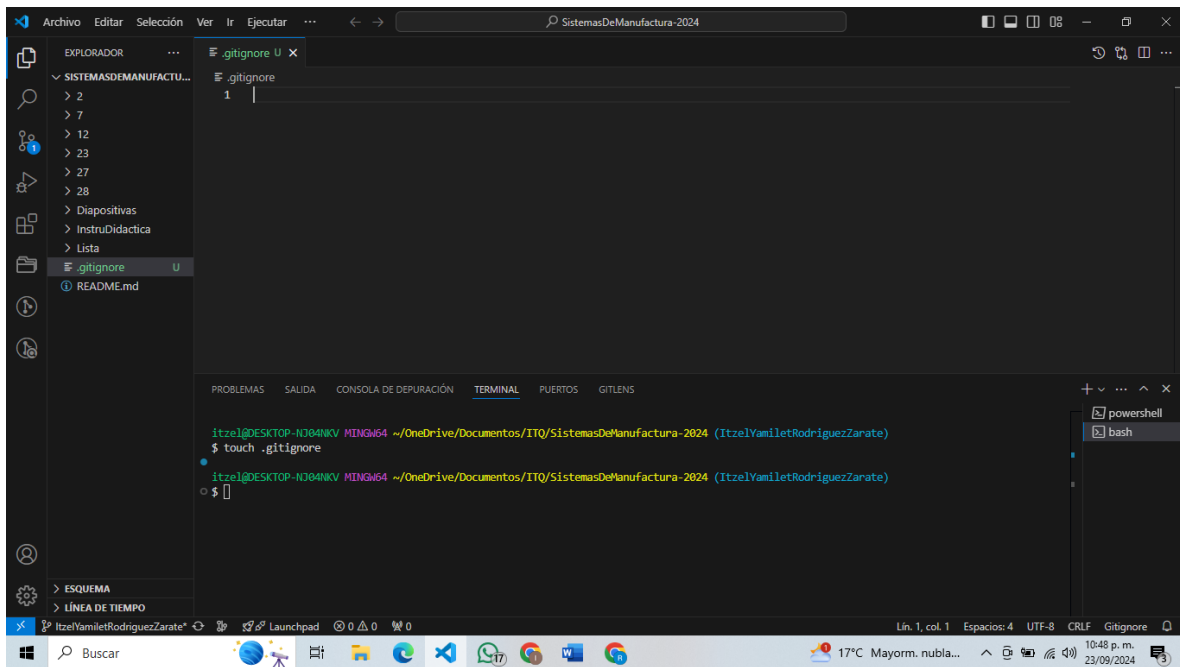 Archivo Editar Selección Ver Ir Ejecutar ··· SistemasDeManufactura-2024
EXPLORADOR ···
.gitignore U
SISTEMASDEMANUFACTU...
.gitignore
1
2
7
12
23
27
28
Diapositivas
InstruDidactica
Lista
.gitignore U
README.md
1
PROBLEMAS SALIDA CONSOLA DE DEPURACIÓN TERMINAL PUERTOS GITLENS
powershell
bash
itzel@DESKTOP-NJ04NKV MINGW64 ~/OneDrive/Documentos/ITQ/SistemasDeManufactura-2024 (ItzelYamiletRodriguezZarate)
$ touch .gitignore
itzel@DESKTOP-NJ04NKV MINGW64 ~/OneDrive/Documentos/ITQ/SistemasDeManufactura-2024 (ItzelYamiletRodriguezZarate)
$
ESQUEMA
LÍNEA DE TIEMPO
ItzelYamiletRodriguezZarate* Launchpad 0 0 0 Lín. 1, col. 1 Espacios: 4 UTF-8 CRLF Gitignore
Buscar 17 17°C Mayorm. nubla... 10:48 p. m.
23/09/2024 3